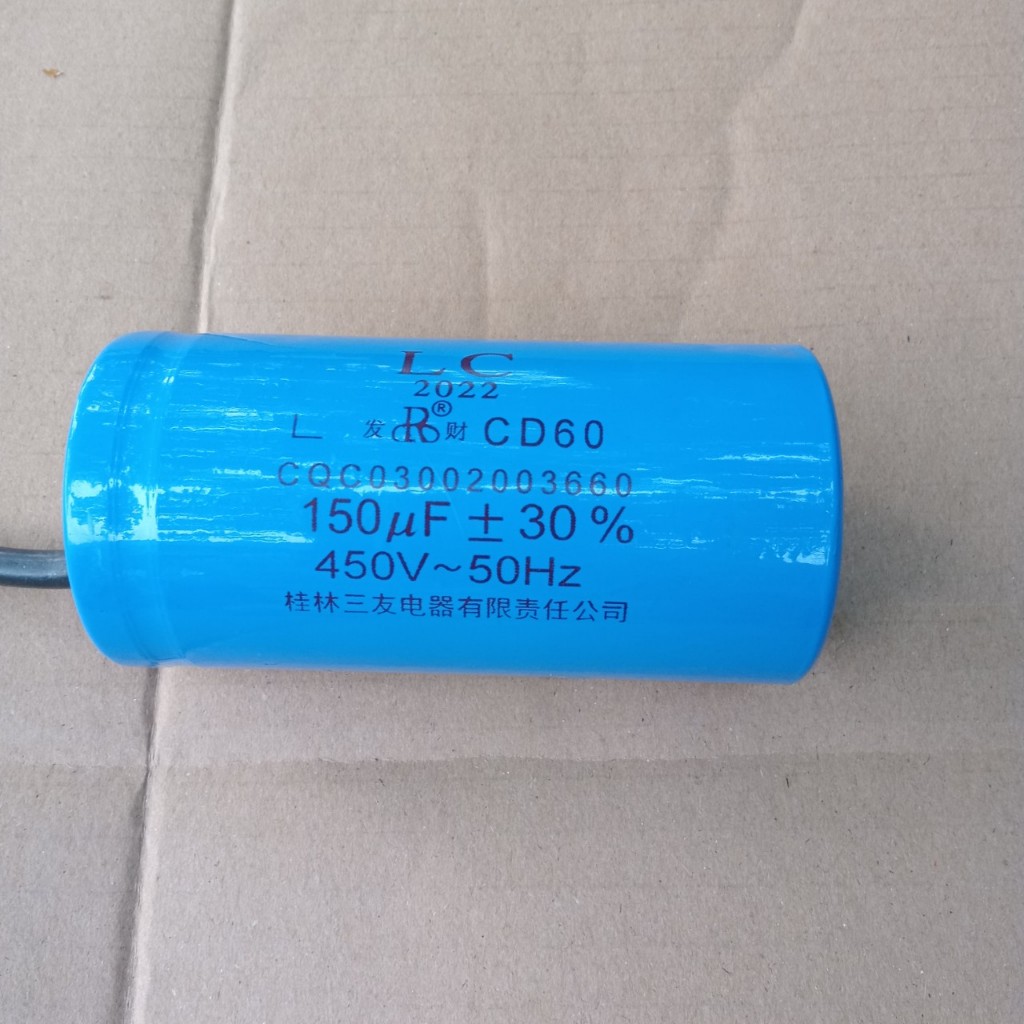 LC
2022
L 发 R® 财 CD60
CQC03002003660
150μF ± 30%
450V~50Hz
桂林三友电器有限责任公司